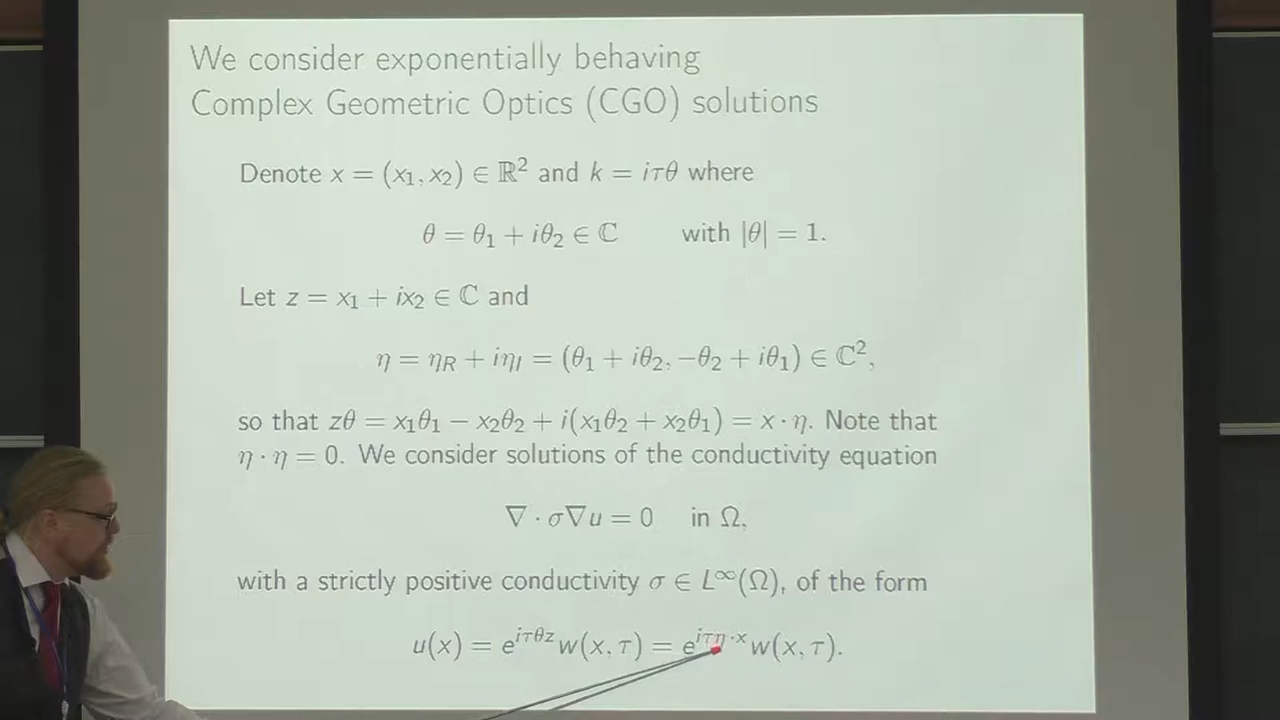 We consider exponentially behaving
Complex Geometric Optics (CGO) solutions
Denote x = (x₁, x₂) ∈ ℝ² and k = iτθ where
θ = θ₁ + iθ₂ ∈ ℂ with |θ| = 1.
Let z = x₁ + ix₂ ∈ ℂ and
η = η_R + iη_I = (θ₁ + iθ₂, −θ₂ + iθ₁) ∈ ℂ²,
so that zθ = x₁θ₁ − x₂θ₂ + i(x₁θ₂ + x₂θ₁) = x · η. Note that
η · η = 0. We consider solutions of the conductivity equation
∇ · σ∇u = 0 in Ω,
with a strictly positive conductivity σ ∈ L^∞(Ω), of the form
u(x) = e^{iτθz} w(x, τ) = e^{iτη·x} w(x, τ).